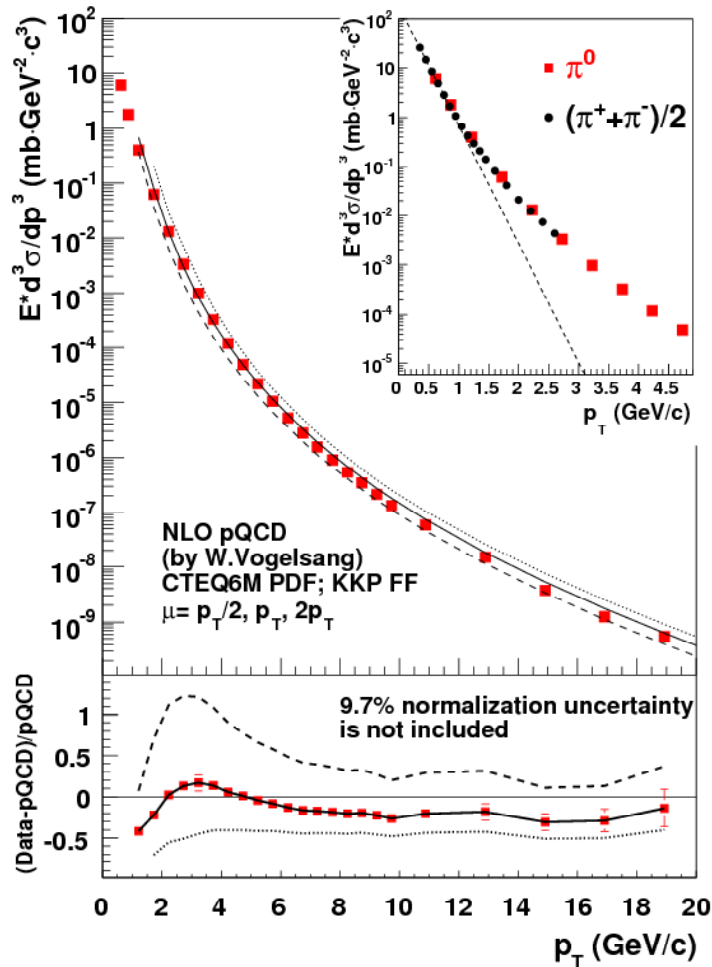 E*d³σ/dp³ (mb·GeV⁻²·c³)
10²
10
1
10⁻¹
10⁻²
10⁻³
10⁻⁴
10⁻⁵
10⁻⁶
10⁻⁷
10⁻⁸
10⁻⁹
NLO pQCD
(by W.Vogelsang)
CTEQ6M PDF; KKP FF
μ= p_T/2, p_T, 2p_T
E*d³σ/dp³ (mb·GeV⁻²·c³)
10²
10
1
10⁻¹
10⁻²
10⁻³
10⁻⁴
10⁻⁵
π⁰
(π⁺+π⁻)/2
0 0.5 1 1.5 2 2.5 3 3.5 4 4.5
p_T (GeV/c)
(Data-pQCD)/pQCD
1
0.5
0
-0.5
9.7% normalization uncertainty
is not included
0 2 4 6 8 10 12 14 16 18 20
p_T (GeV/c)